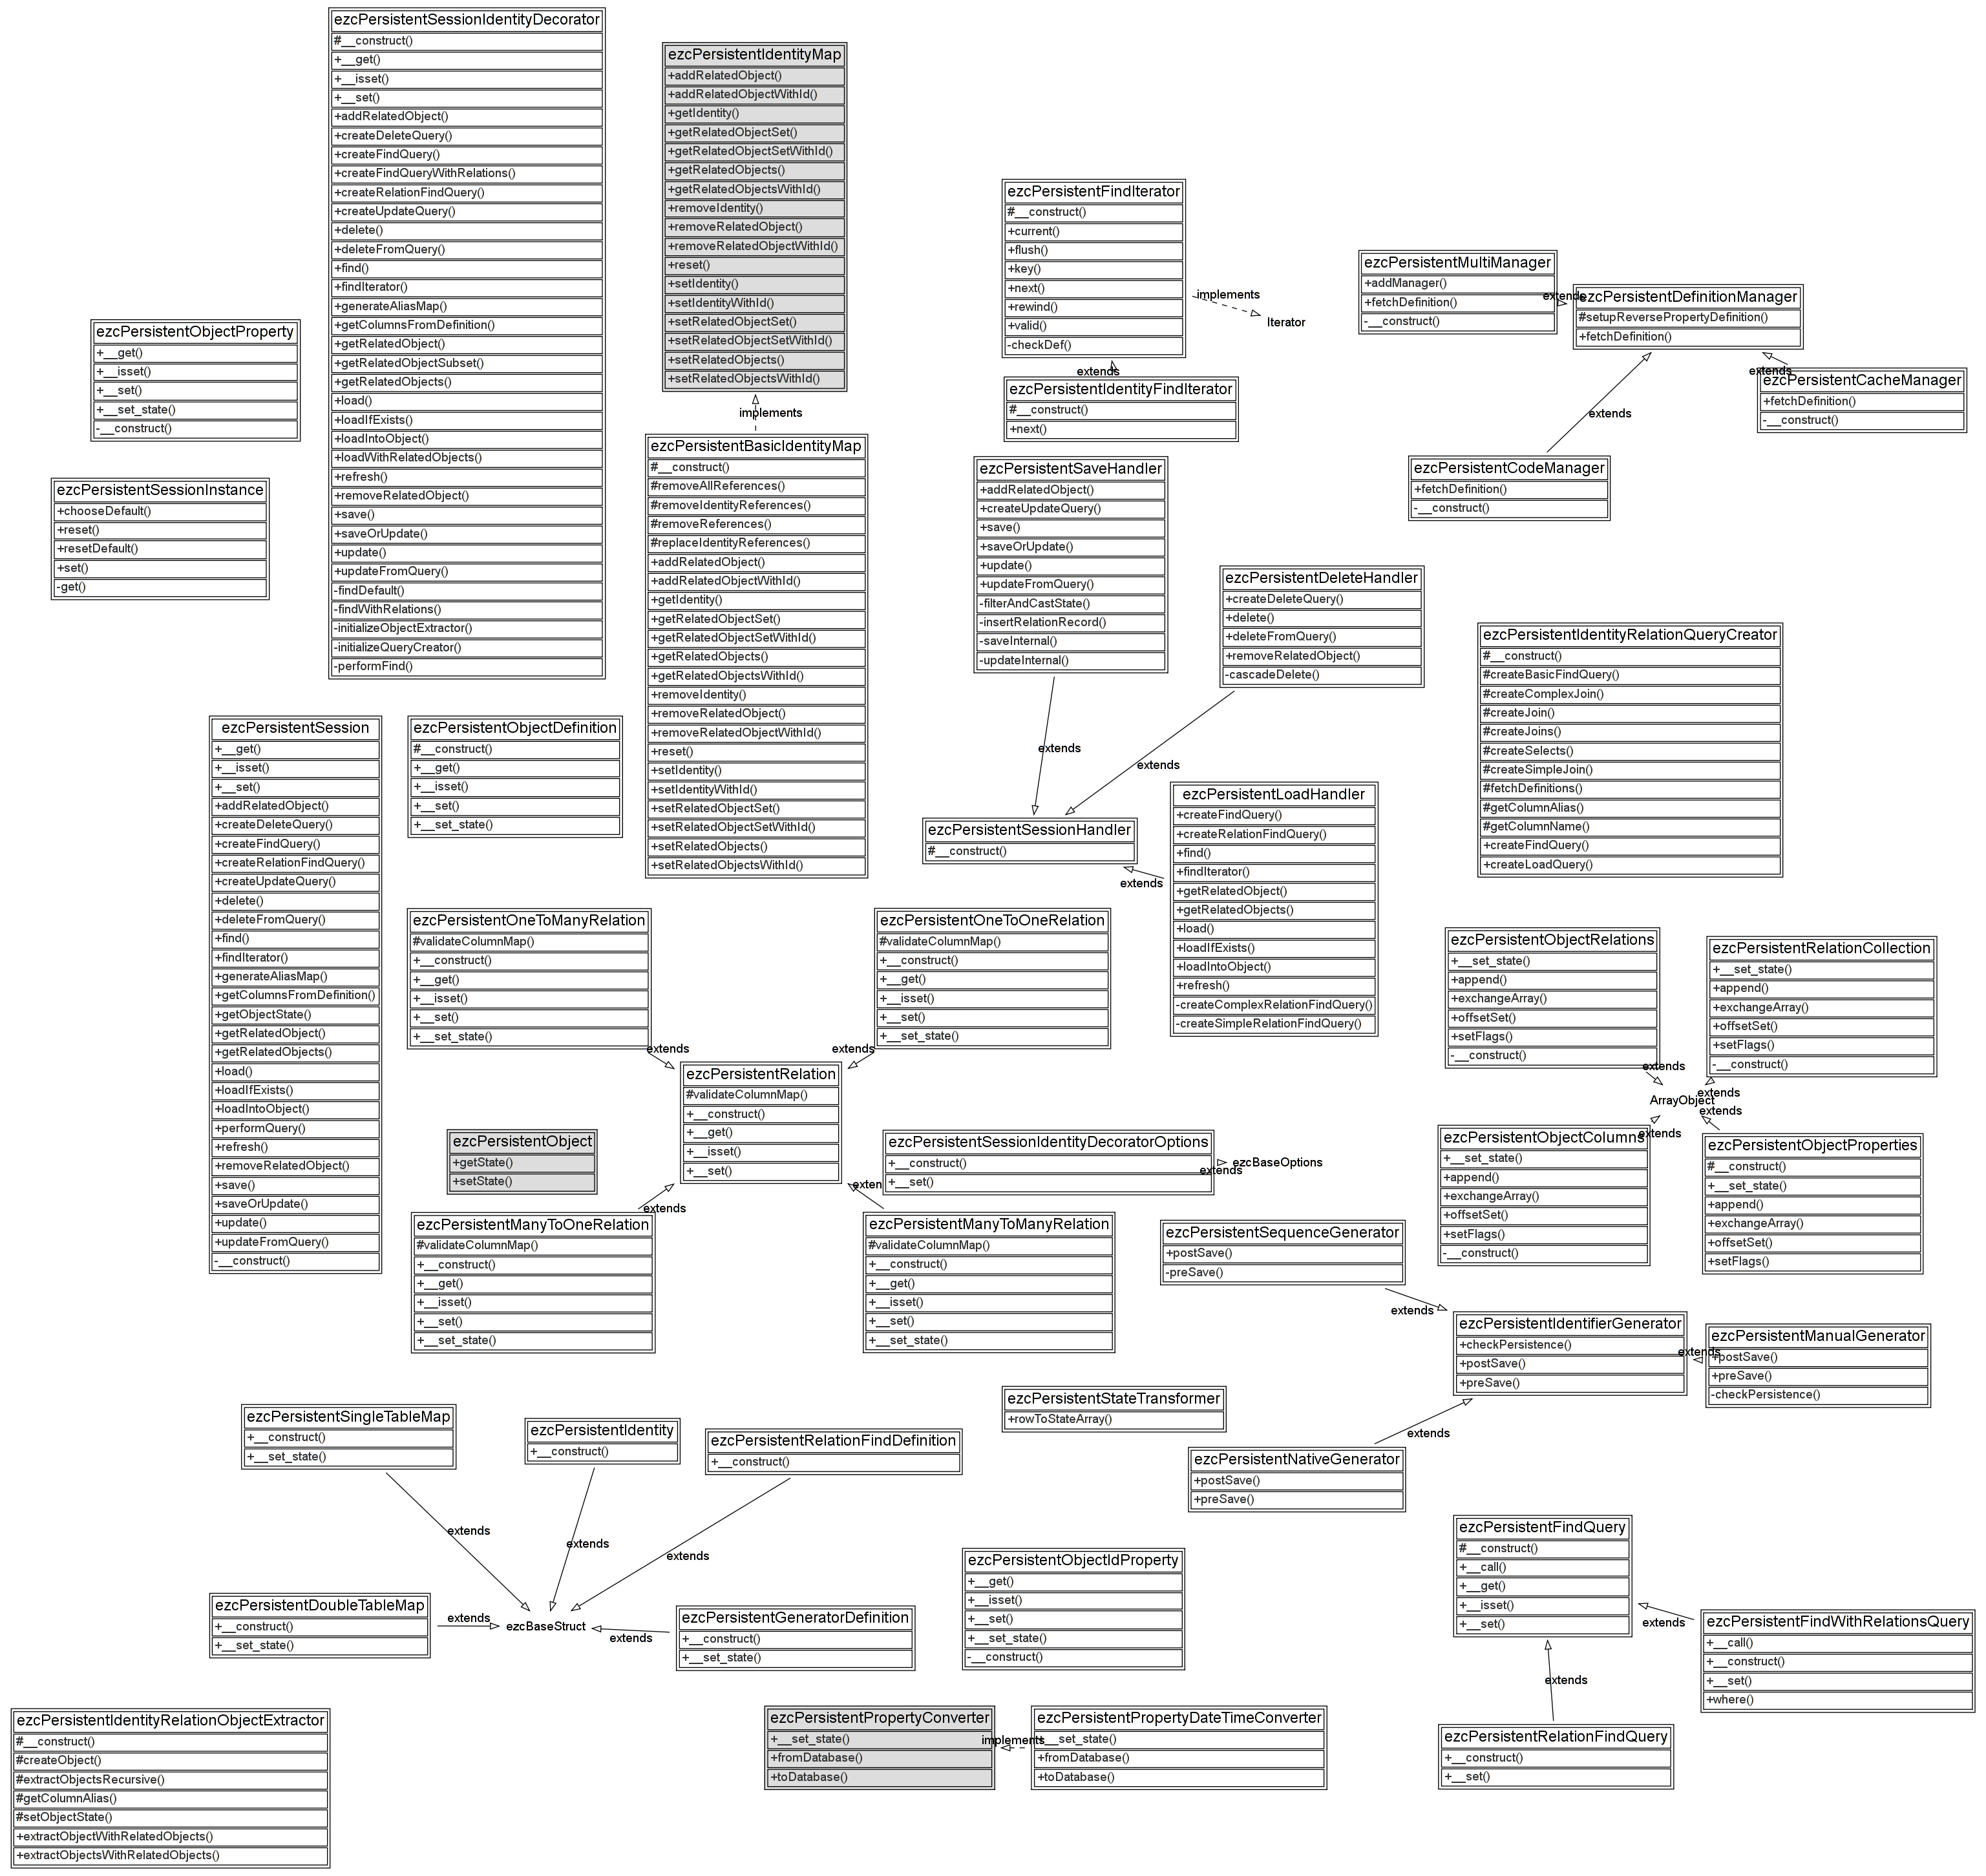 ezcPersistentSessionIdentityDecorator
#__construct()
+__get()
+__isset()
+__set()
+addRelatedObject()
+createDeleteQuery()
+createFindQuery()
+createFindQueryWithRelations()
+createRelationFindQuery()
+createUpdateQuery()
+delete()
+deleteFromQuery()
+find()
+findIterator()
+generateAliasMap()
+getColumnsFromDefinition()
+getRelatedObject()
+getRelatedObjectSubset()
+getRelatedObjects()
+load()
+loadIfExists()
+loadIntoObject()
+loadWithRelatedObjects()
+refresh()
+removeRelatedObject()
+save()
+saveOrUpdate()
+update()
+updateFromQuery()
-findDefault()
-findWithRelations()
-initializeObjectExtractor()
-initializeQueryCreator()
-performFind()
ezcPersistentIdentityMap
+addRelatedObject()
+addRelatedObjectWithId()
+getIdentity()
+getRelatedObjectSet()
+getRelatedObjectSetWithId()
+getRelatedObjects()
+getRelatedObjectsWithId()
+removeIdentity()
+removeRelatedObject()
+removeRelatedObjectWithId()
+reset()
+setIdentity()
+setIdentityWithId()
+setRelatedObjectSet()
+setRelatedObjectSetWithId()
+setRelatedObjects()
+setRelatedObjectsWithId()
implements
ezcPersistentBasicIdentityMap
#__construct()
#removeAllReferences()
#removeIdentityReferences()
#removeReferences()
#replaceIdentityReferences()
+addRelatedObject()
+addRelatedObjectWithId()
+getIdentity()
+getRelatedObjectSet()
+getRelatedObjectSetWithId()
+getRelatedObjects()
+getRelatedObjectsWithId()
+removeIdentity()
+removeRelatedObject()
+removeRelatedObjectWithId()
+reset()
+setIdentity()
+setIdentityWithId()
+setRelatedObjectSet()
+setRelatedObjectSetWithId()
+setRelatedObjects()
+setRelatedObjectsWithId()
ezcPersistentFindIterator
#__construct()
+current()
+flush()
+key()
+next()
+rewind()
+valid()
-checkDef()
implements
Iterator
extends
ezcPersistentIdentityFindIterator
#__construct()
+next()
ezcPersistentMultiManager
+addManager()
+fetchDefinition()
-__construct()
extends
ezcPersistentDefinitionManager
#setupReversePropertyDefinition()
+fetchDefinition()
extends
ezcPersistentCacheManager
+fetchDefinition()
-__construct()
extends
ezcPersistentCodeManager
+fetchDefinition()
-__construct()
ezcPersistentObjectProperty
+__get()
+__isset()
+__set()
+__set_state()
-__construct()
ezcPersistentSessionInstance
+chooseDefault()
+reset()
+resetDefault()
+set()
-get()
ezcPersistentSaveHandler
+addRelatedObject()
+createUpdateQuery()
+save()
+saveOrUpdate()
+update()
+updateFromQuery()
-filterAndCastState()
-insertRelationRecord()
-saveInternal()
-updateInternal()
extends
ezcPersistentDeleteHandler
+createDeleteQuery()
+delete()
+deleteFromQuery()
+removeRelatedObject()
-cascadeDelete()
extends
ezcPersistentSessionHandler
#__construct()
extends
ezcPersistentLoadHandler
+createFindQuery()
+createRelationFindQuery()
+find()
+findIterator()
+getRelatedObject()
+getRelatedObjects()
+load()
+loadIfExists()
+loadIntoObject()
+refresh()
-createComplexRelationFindQuery()
-createSimpleRelationFindQuery()
ezcPersistentIdentityRelationQueryCreator
#__construct()
#createBasicFindQuery()
#createComplexJoin()
#createJoin()
#createJoins()
#createSelects()
#createSimpleJoin()
#fetchDefinitions()
#getColumnAlias()
#getColumnName()
+createFindQuery()
+createLoadQuery()
ezcPersistentSession
+__get()
+__isset()
+__set()
+addRelatedObject()
+createDeleteQuery()
+createFindQuery()
+createRelationFindQuery()
+createUpdateQuery()
+delete()
+deleteFromQuery()
+find()
+findIterator()
+generateAliasMap()
+getColumnsFromDefinition()
+getObjectState()
+getRelatedObject()
+getRelatedObjects()
+load()
+loadIfExists()
+loadIntoObject()
+performQuery()
+refresh()
+removeRelatedObject()
+save()
+saveOrUpdate()
+update()
+updateFromQuery()
-__construct()
ezcPersistentObjectDefinition
#__construct()
+__get()
+__isset()
+__set()
+__set_state()
ezcPersistentOneToManyRelation
#validateColumnMap()
+__construct()
+__get()
+__isset()
+__set()
+__set_state()
extends
ezcPersistentOneToOneRelation
#validateColumnMap()
+__construct()
+__get()
+__isset()
+__set()
+__set_state()
extends
ezcPersistentRelation
#validateColumnMap()
+__construct()
+__get()
+__isset()
+__set()
ezcPersistentObject
+getState()
+setState()
extends
ezcPersistentManyToOneRelation
#validateColumnMap()
+__construct()
+__get()
+__isset()
+__set()
+__set_state()
ezcPersistentSessionIdentityDecoratorOptions
+__construct()
+__set()
extends
ezcBaseOptions
exten
ezcPersistentManyToManyRelation
#validateColumnMap()
+__construct()
+__get()
+__isset()
+__set()
+__set_state()
ezcPersistentObjectRelations
+__set_state()
+append()
+exchangeArray()
+offsetSet()
+setFlags()
-__construct()
extends
ezcPersistentRelationCollection
+__set_state()
+append()
+exchangeArray()
+offsetSet()
+setFlags()
-__construct()
extends
ArrayObject
extends
extends
ezcPersistentObjectColumns
+__set_state()
+append()
+exchangeArray()
+offsetSet()
+setFlags()
-__construct()
ezcPersistentObjectProperties
#__construct()
+__set_state()
+append()
+exchangeArray()
+offsetSet()
+setFlags()
ezcPersistentSequenceGenerator
+postSave()
-preSave()
extends
ezcPersistentIdentifierGenerator
+checkPersistence()
+postSave()
+preSave()
extends
ezcPersistentManualGenerator
+postSave()
+preSave()
-checkPersistence()
extends
ezcPersistentNativeGenerator
+postSave()
+preSave()
ezcPersistentStateTransformer
+rowToStateArray()
ezcPersistentSingleTableMap
+__construct()
+__set_state()
ezcPersistentIdentity
+__construct()
ezcPersistentRelationFindDefinition
+__construct()
extends
extends
extends
ezcPersistentDoubleTableMap
+__construct()
+__set_state()
extends
ezcBaseStruct
extends
ezcPersistentGeneratorDefinition
+__construct()
+__set_state()
ezcPersistentObjectIdProperty
+__get()
+__isset()
+__set()
+__set_state()
-__construct()
ezcPersistentFindQuery
#__construct()
+__call()
+__get()
+__isset()
+__set()
extends
ezcPersistentFindWithRelationsQuery
+__call()
+__construct()
+__set()
+where()
extends
ezcPersistentRelationFindQuery
+__construct()
+__set()
ezcPersistentIdentityRelationObjectExtractor
#__construct()
#createObject()
#extractObjectsRecursive()
#getColumnAlias()
#setObjectState()
+extractObjectWithRelatedObjects()
+extractObjectsWithRelatedObjects()
ezcPersistentPropertyConverter
+__set_state()
+fromDatabase()
+toDatabase()
implements
ezcPersistentPropertyDateTimeConverter
+__set_state()
+fromDatabase()
+toDatabase()